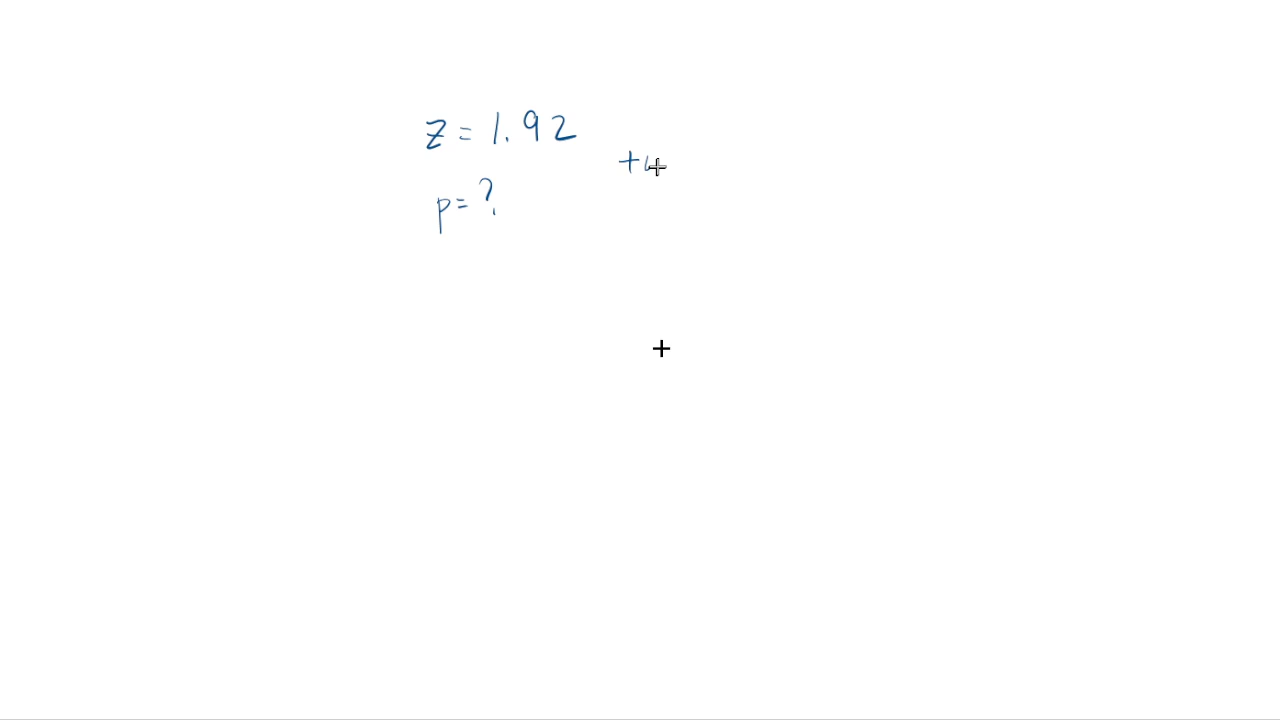 z = 1.92
p = ?